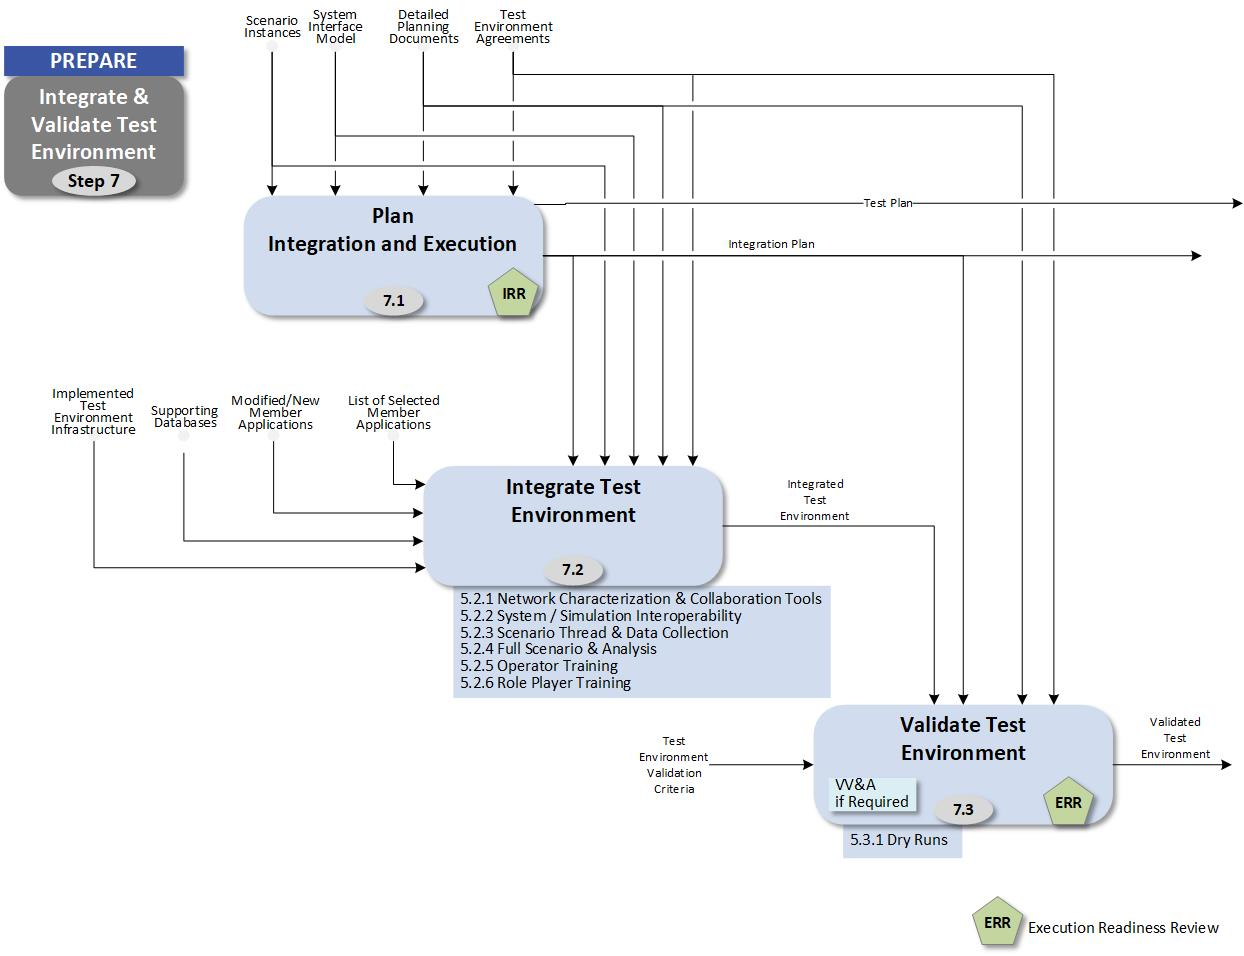 PREPARE
Integrate &
Validate Test
Environment
Step 7
Scenario
Instances
System
Interface
Model
Detailed
Planning
Documents
Test
Environment
Agreements
Plan
Integration and Execution
7.1
IRR
Test Plan
Integration Plan
Implemented
Test
Environment
Infrastructure
Supporting
Databases
Modified/New
Member
Applications
List of Selected
Member
Applications
Integrate Test
Environment
7.2
5.2.1 Network Characterization & Collaboration Tools
5.2.2 System / Simulation Interoperability
5.2.3 Scenario Thread & Data Collection
5.2.4 Full Scenario & Analysis
5.2.5 Operator Training
5.2.6 Role Player Training
Integrated
Test
Environment
Test
Environment
Validation
Criteria
Validate Test
Environment
VV&A
if Required
7.3
ERR
5.3.1 Dry Runs
Validated
Test
Environment
ERR
Execution Readiness Review